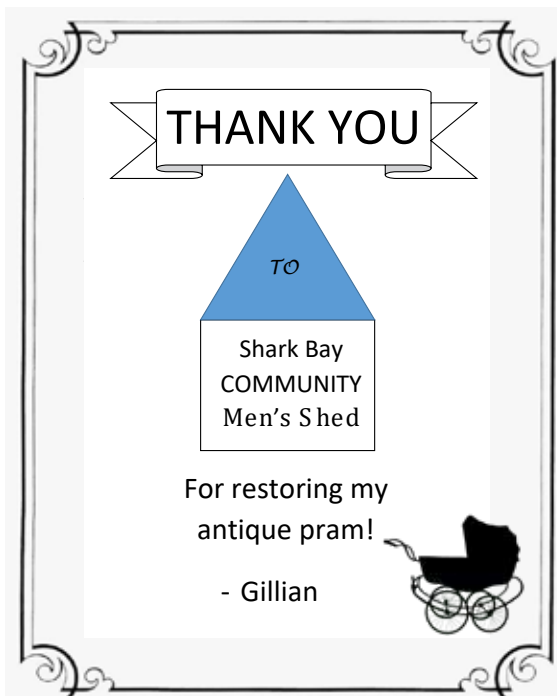 THANK YOU
TO
Shark Bay
COMMUNITY
Men's Shed
For restoring my
antique pram!
- Gillian